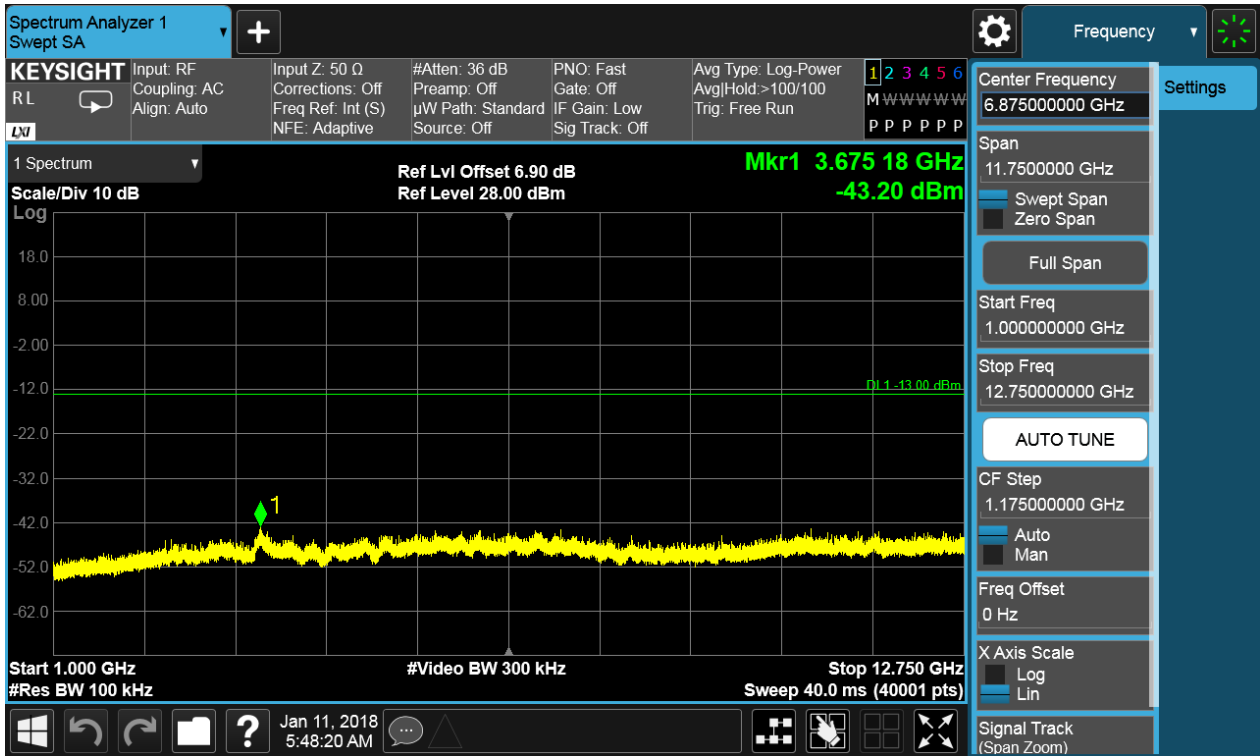 Spectrum Analyzer 1
Swept SA
+
Frequency
KEYSIGHT
RL
LXI
Input: RF
Coupling: AC
Align: Auto
Input Z: 50 Ω
Corrections: Off
Freq Ref: Int (S)
NFE: Adaptive
#Atten: 36 dB
Preamp: Off
µW Path: Standard
Source: Off
PNO: Fast
Gate: Off
IF Gain: Low
Sig Track: Off
Avg Type: Log-Power
Avg|Hold:>100/100
Trig: Free Run
1 2 3 4 5 6
M W W W W W
P P P P P P
1 Spectrum
Scale/Div 10 dB
Ref Lvl Offset 6.90 dB
Ref Level 28.00 dBm
Mkr1 3.675 18 GHz
-43.20 dBm
Log
18.0
8.00
-2.00
-12.0
-22.0
-32.0
-42.0
-52.0
-62.0
DL1 -13.00 dBm
1
Start 1.000 GHz
#Res BW 100 kHz
#Video BW 300 kHz
Stop 12.750 GHz
Sweep 40.0 ms (40001 pts)
Center Frequency
6.875000000 GHz
Span
11.7500000 GHz
Swept Span
Zero Span
Full Span
Start Freq
1.000000000 GHz
Stop Freq
12.750000000 GHz
AUTO TUNE
CF Step
1.175000000 GHz
Auto
Man
Freq Offset
0 Hz
X Axis Scale
Log
Lin
Signal Track
(Span Zoom)
Settings
?
Jan 11, 2018
5:48:20 AM